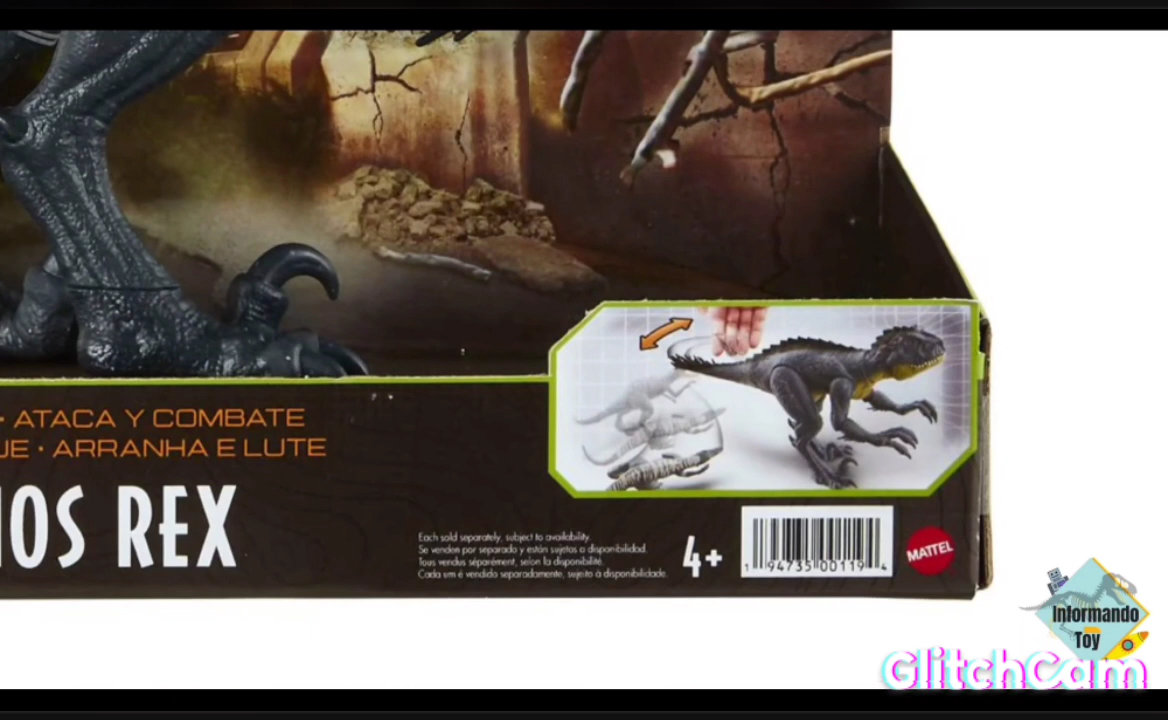 · ATACA Y COMBATE
UE · ARRANHA E LUTE
IOS REX
Each sold separately, subject to availability.
Se venden por separado y están sujetos a disponibilidad.
Tous vendus séparément, selon la disponibilité.
Cada um é vendido separadamente, sujeito à disponibilidade.
4+
1 94735 00119 4
MATTEL
Informando
Toy
GlitchCam